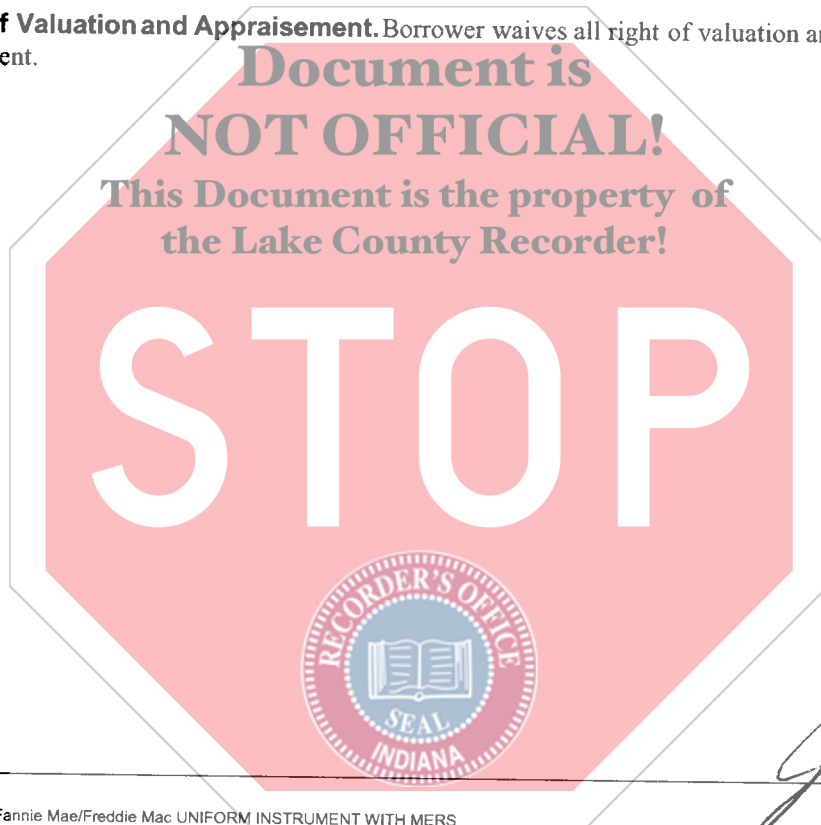 f Valuation and Appraisement. Borrower waives all right of valuation
ent.
Document is
NOT OFFICIAL!
This Document is the property of
the Lake County Recorder!
STOP
RECORDER'S OFFICE
SEAL
INDIANA
Fannie Mae/Freddie Mac UNIFORM INSTRUMENT WITH MERS